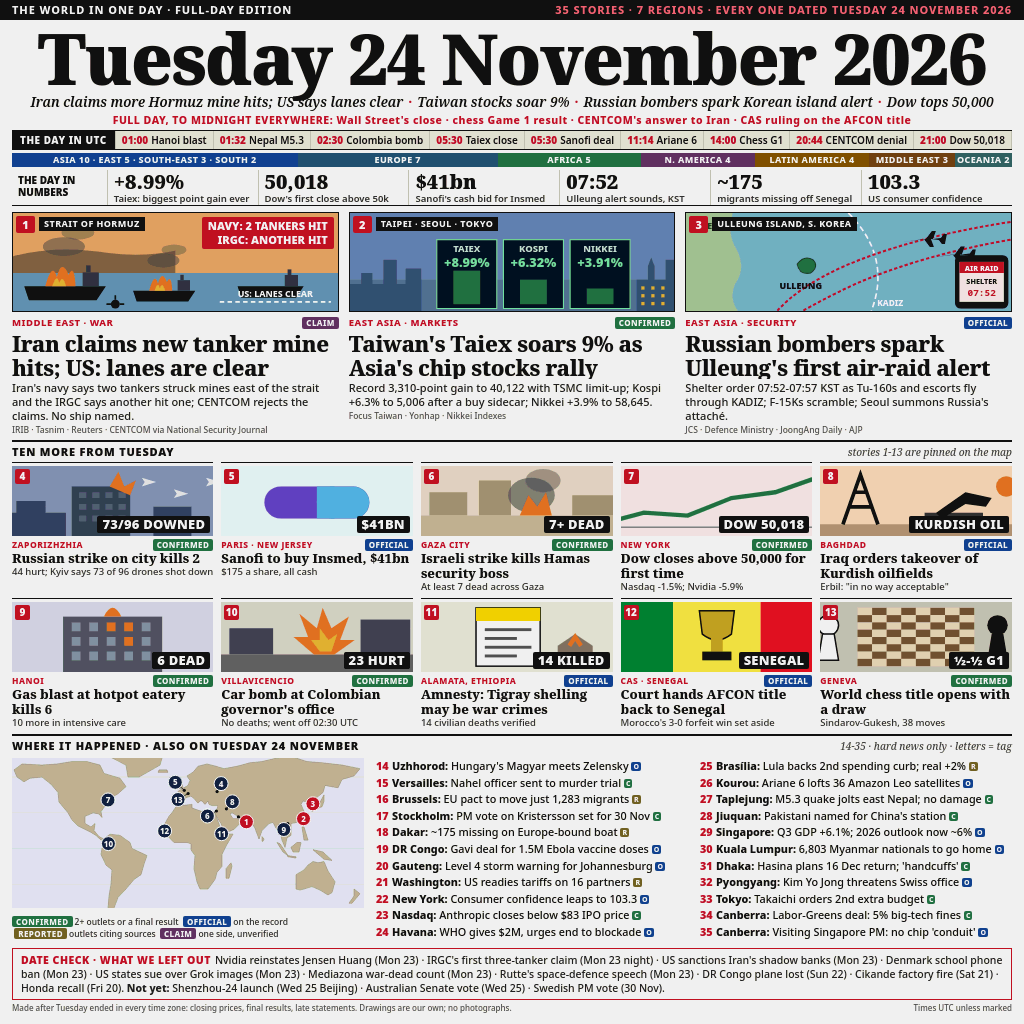 THE WORLD IN ONE DAY · FULL-DAY EDITION
35 STORIES · 7 REGIONS · EVERY ONE DATED TUESDAY 24 NOVEMBER 2026
Tuesday 24 November 2026
Iran claims more Hormuz mine hits; US says lanes clear · Taiwan stocks soar 9% · Russian bombers spark Korean island alert · Dow tops 50,000
FULL DAY, TO MIDNIGHT EVERYWHERE: Wall Street's close · chess Game 1 result · CENTCOM's answer to Iran · CAS ruling on the AFCON title
THE DAY IN UTC
01:00 Hanoi blast
01:32 Nepal M5.3
02:30 Colombia bomb
05:30 Taiex close
05:30 Sanofi deal
11:14 Ariane 6
14:00 Chess G1
20:44 CENTCOM denial
21:00 Dow 50,018
ASIA 10 · EAST 5 · SOUTH-EAST 3 · SOUTH 2
EUROPE 7
AFRICA 5
N. AMERICA 4
LATIN AMERICA 4
MIDDLE EAST 3
OCEANIA 2
THE DAY IN NUMBERS
+8.99%
Taiex: biggest point gain ever
50,018
Dow's first close above 50k
$41bn
Sanofi's cash bid for Insmed
07:52
Ulleung alert sounds, KST
~175
migrants missing off Senegal
103.3
US consumer confidence
1
STRAIT OF HORMUZ
NAVY: 2 TANKERS HIT
IRGC: ANOTHER HIT
US: LANES CLEAR
MIDDLE EAST · WAR
CLAIM
Iran claims new tanker mine
hits; US: lanes are clear
Iran's navy says two tankers struck mines east of the strait
and the IRGC says another hit one; CENTCOM rejects the
claims. No ship named.
IRIB · Tasnim · Reuters · CENTCOM via National Security Journal
2
TAIPEI · SEOUL · TOKYO
TAIEX
+8.99%
KOSPI
+6.32%
NIKKEI
+3.91%
EAST ASIA · MARKETS
CONFIRMED
Taiwan's Taiex soars 9% as
Asia's chip stocks rally
Record 3,310-point gain to 40,122 with TSMC limit-up; Kospi
+6.3% to 5,006 after a buy sidecar; Nikkei +3.9% to 58,645.
Focus Taiwan · Yonhap · Nikkei Indexes
3
ULLEUNG ISLAND, S. KOREA
ULLEUNG
KADIZ
AIR RAID
SHELTER
07:52
EAST ASIA · SECURITY
OFFICIAL
Russian bombers spark
Ulleung's first air-raid alert
Shelter order 07:52-07:57 KST as Tu-160s and escorts fly
through KADIZ; F-15Ks scramble; Seoul summons Russia's
attaché.
JCS · Defence Ministry · JoongAng Daily · AJP
TEN MORE FROM TUESDAY
stories 1-13 are pinned on the map
4
73/96 DOWNED
ZAPORIZHZHIA
CONFIRMED
Russian strike on city kills 2
44 hurt; Kyiv says 73 of 96 drones shot down
5
$41BN
PARIS · NEW JERSEY
OFFICIAL
Sanofi to buy Insmed, $41bn
$175 a share, all cash
6
7+ DEAD
GAZA CITY
CONFIRMED
Israeli strike kills Hamas
security boss
At least 7 dead across Gaza
7
DOW 50,018
NEW YORK
CONFIRMED
Dow closes above 50,000 for
first time
Nasdaq -1.5%; Nvidia -5.9%
8
KURDISH OIL
BAGHDAD
OFFICIAL
Iraq orders takeover of
Kurdish oilfields
Erbil: "in no way acceptable"
9
6 DEAD
HANOI
CONFIRMED
Gas blast at hotpot eatery
kills 6
10 more in intensive care
10
23 HURT
VILLAVICENCIO
CONFIRMED
Car bomb at Colombian
governor's office
No deaths; went off 02:30 UTC
11
14 KILLED
ALAMATA, ETHIOPIA
OFFICIAL
Amnesty: Tigray shelling
may be war crimes
14 civilian deaths verified
12
SENEGAL
CAS · SENEGAL
OFFICIAL
Court hands AFCON title
back to Senegal
Morocco's 3-0 forfeit win set aside
13
½-½ G1
GENEVA
CONFIRMED
World chess title opens with
a draw
Sindarov-Gukesh, 38 moves
WHERE IT HAPPENED · ALSO ON TUESDAY 24 NOVEMBER
14-35 · hard news only · letters = tag
5
4
7
13
8
3
6
1
2
12
11
9
10
CONFIRMED 2+ outlets or a final result OFFICIAL on the record
REPORTED outlets citing sources CLAIM one side, unverified
14 Uzhhorod: Hungary's Magyar meets Zelensky O
15 Versailles: Nahel officer sent to murder trial C
16 Brussels: EU pact to move just 1,283 migrants R
17 Stockholm: PM vote on Kristersson set for 30 Nov C
18 Dakar: ~175 missing on Europe-bound boat R
19 DR Congo: Gavi deal for 1.5M Ebola vaccine doses O
20 Gauteng: Level 4 storm warning for Johannesburg O
21 Washington: US readies tariffs on 16 partners R
22 New York: Consumer confidence leaps to 103.3 O
23 Nasdaq: Anthropic closes below $83 IPO price C
24 Havana: WHO gives $2M, urges end to blockade O
25 Brasília: Lula backs 2nd spending curb; real +2% R
26 Kourou: Ariane 6 lofts 36 Amazon Leo satellites O
27 Taplejung: M5.3 quake jolts east Nepal; no damage C
28 Jiuquan: Pakistani named for China's station C
29 Singapore: Q3 GDP +6.1%; 2026 outlook now ~6% O
30 Kuala Lumpur: 6,803 Myanmar nationals to go home O
31 Dhaka: Hasina plans 16 Dec return; 'handcuffs' C
32 Pyongyang: Kim Yo Jong threatens Swiss office O
33 Tokyo: Takaichi orders 2nd extra budget C
34 Canberra: Labor-Greens deal: 5% big-tech fines C
35 Canberra: Visiting Singapore PM: no chip 'conduit' O
DATE CHECK · WHAT WE LEFT OUT Nvidia reinstates Jensen Huang (Mon 23) · IRGC's first three-tanker claim (Mon 23 night) · US sanctions Iran's shadow banks (Mon 23) · Denmark school phone
ban (Mon 23) · US states sue over Grok images (Mon 23) · Mediazona war-dead count (Mon 23) · Rutte's space-defence speech (Mon 23) · DR Congo plane lost (Sun 22) · Cikande factory fire (Sat 21) ·
Honda recall (Fri 20). Not yet: Shenzhou-24 launch (Wed 25 Beijing) · Australian Senate vote (Wed 25) · Swedish PM vote (30 Nov).
Made after Tuesday ended in every time zone: closing prices, final results, late statements. Drawings are our own; no photographs.
Times UTC unless marked